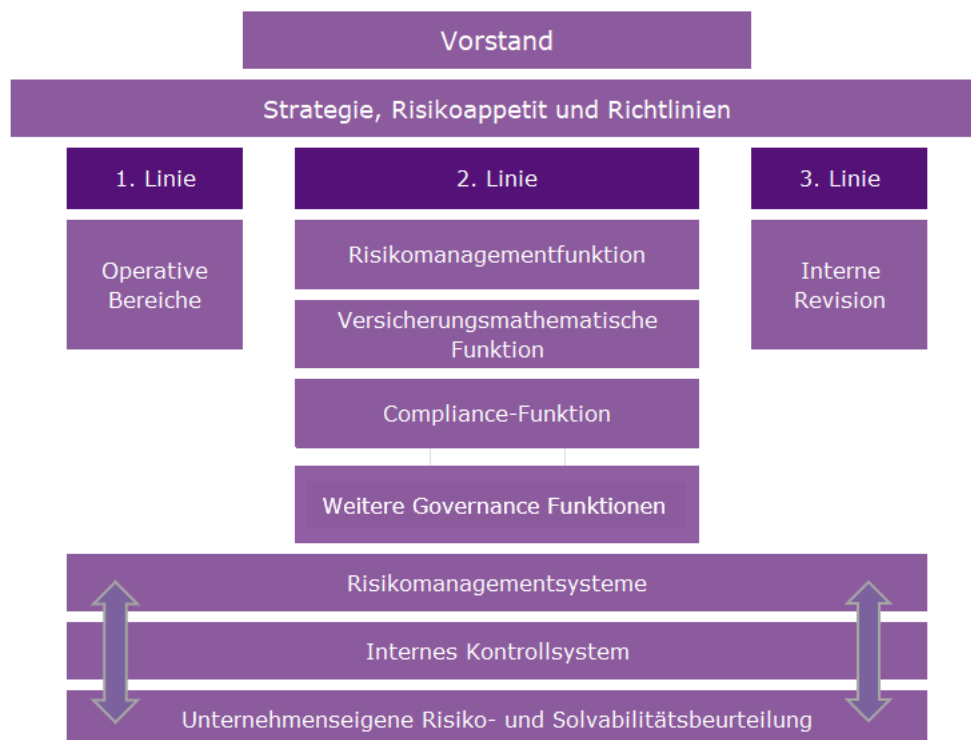 Vorstand
Strategie, Risikoappetit und Richtlinien
1. Linie
Operative
Bereiche
2. Linie
Risikomanagementfunktion
Versicherungsmathematische
Funktion
Compliance-Funktion
Weitere Governance Funktionen
3. Linie
Interne
Revision
Risikomanagementsysteme
Internes Kontrollsystem
Unternehmenseigene Risiko- und Solvabilitätsbeurteilung